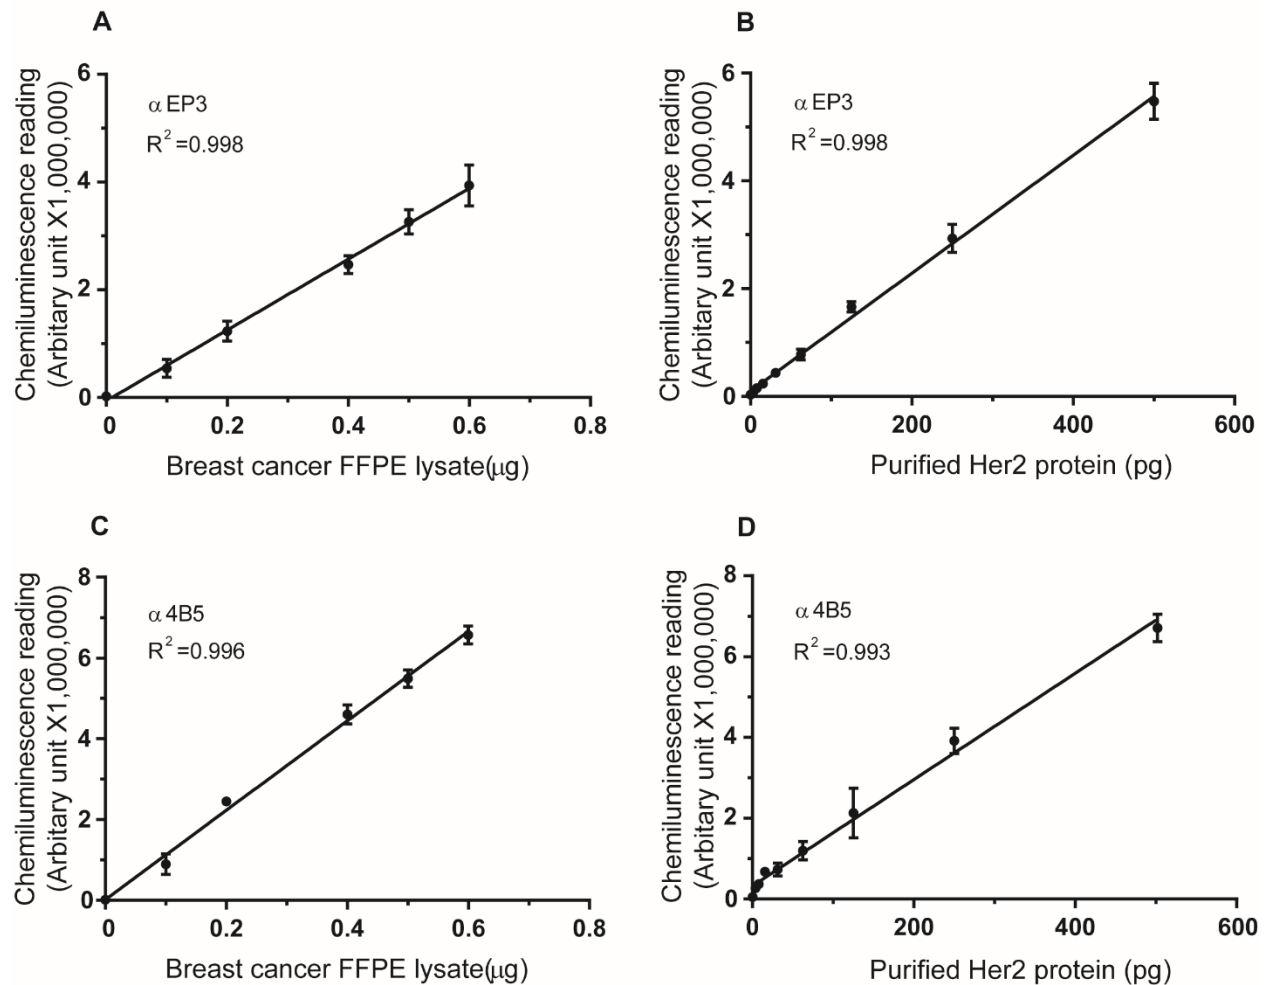 A
Chemiluminescence reading
(Arbitary unit X1,000,000)
α EP3
R²=0.998
6
4
2
0
0 0.2 0.4 0.6 0.8
Breast cancer FFPE lysate(μg)
B
Chemiluminescence reading
(Arbitary unit X1,000,000)
α EP3
R²=0.998
6
4
2
0
0 200 400 600
Purified Her2 protein (pg)
C
Chemiluminescence reading
(Arbitary unit X1,000,000)
α 4B5
R²=0.996
8
6
4
2
0
0 0.2 0.4 0.6 0.8
Breast cancer FFPE lysate(μg)
D
Chemiluminescence reading
(Arbitary unit X1,000,000)
α 4B5
R²=0.993
8
6
4
2
0
0 200 400 600
Purified Her2 protein (pg)